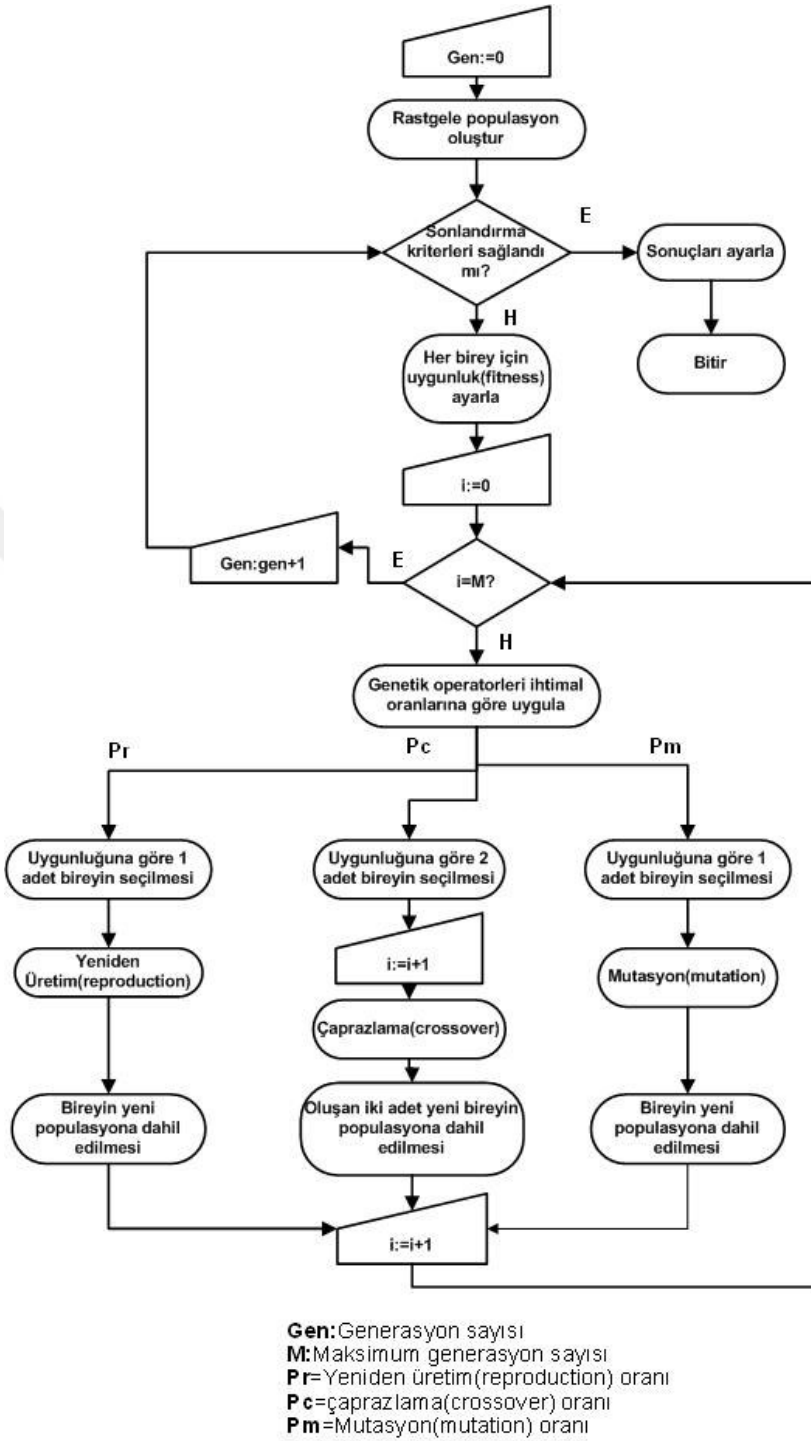 Gen:=0
Rastgele populasyon
oluştur
Sonlandırma
kriterleri sağlandı
mı?
E
Sonuçları ayarla
Bitir
H
Her birey için
uygunluk(fitness)
ayarla
i:=0
Gen:gen+1
E
i=M?
H
Genetik operatorleri ihtimal
oranlarına göre uygula
Pr
Pc
Pm
Uygunluğuna göre 1
adet bireyin seçilmesi
Uygunluğuna göre 2
adet bireyin seçilmesi
Uygunluğuna göre 1
adet bireyin seçilmesi
Yeniden
Üretim(reproduction)
i:=i+1
Mutasyon(mutation)
Çaprazlama(crossover)
Bireyin yeni
populasyona dahil
edilmesi
Oluşan iki adet yeni bireyin
populasyona dahil
edilmesi
Bireyin yeni
populasyona dahil
edilmesi
i:=i+1
Gen:Generasyon sayısı
M:Maksimum generasyon sayısı
Pr=Yeniden üretim(reproduction) oranı
Pc=çaprazlama(crossover) oranı
Pm=Mutasyon(mutation) oranı